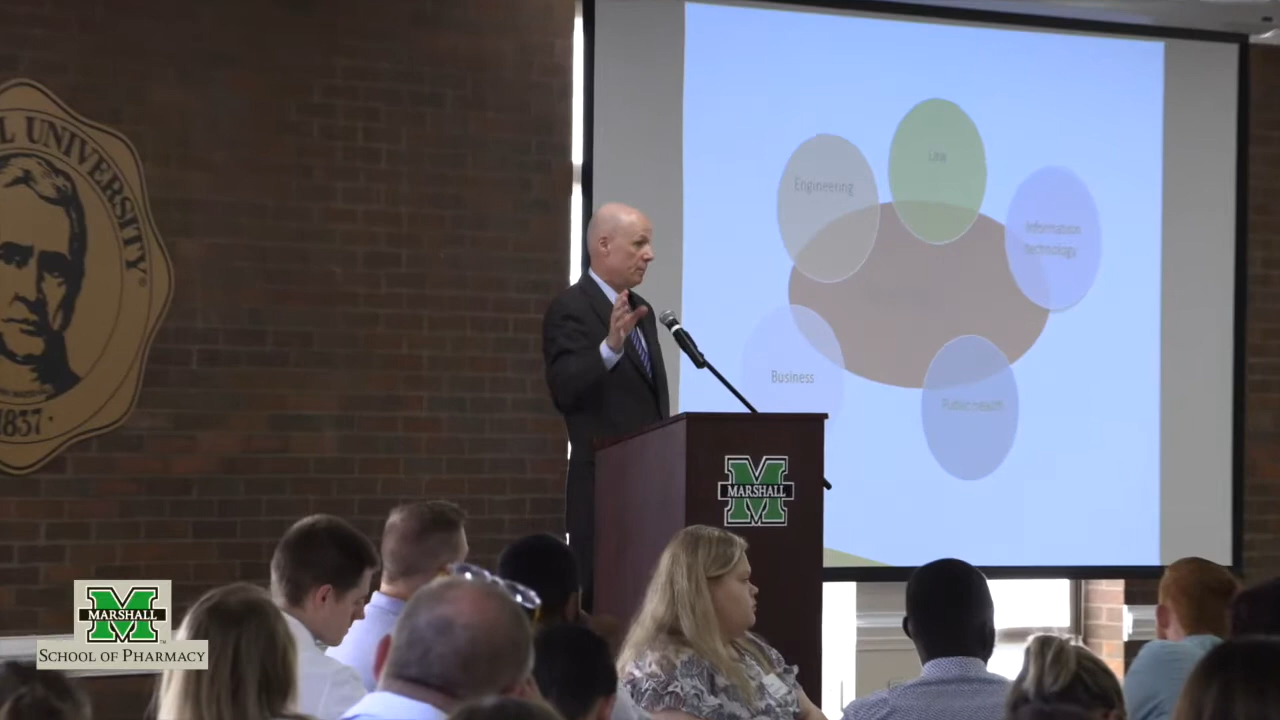 L UNIVERSITY
1837
Engineering
Law
Information
technology
Business
Public health
MARSHALL
MARSHALL
SCHOOL OF PHARMACY